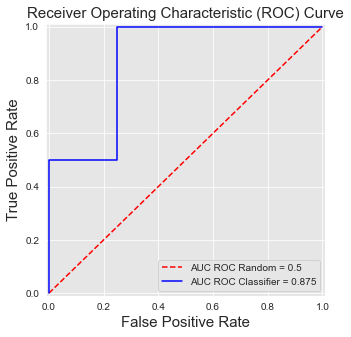 Receiver Operating Characteristic (ROC) Curve
True Positive Rate
1.0
0.8
0.6
0.4
0.2
0.0
AUC ROC Random = 0.5
AUC ROC Classifier = 0.875
0.0 0.2 0.4 0.6 0.8 1.0
False Positive Rate